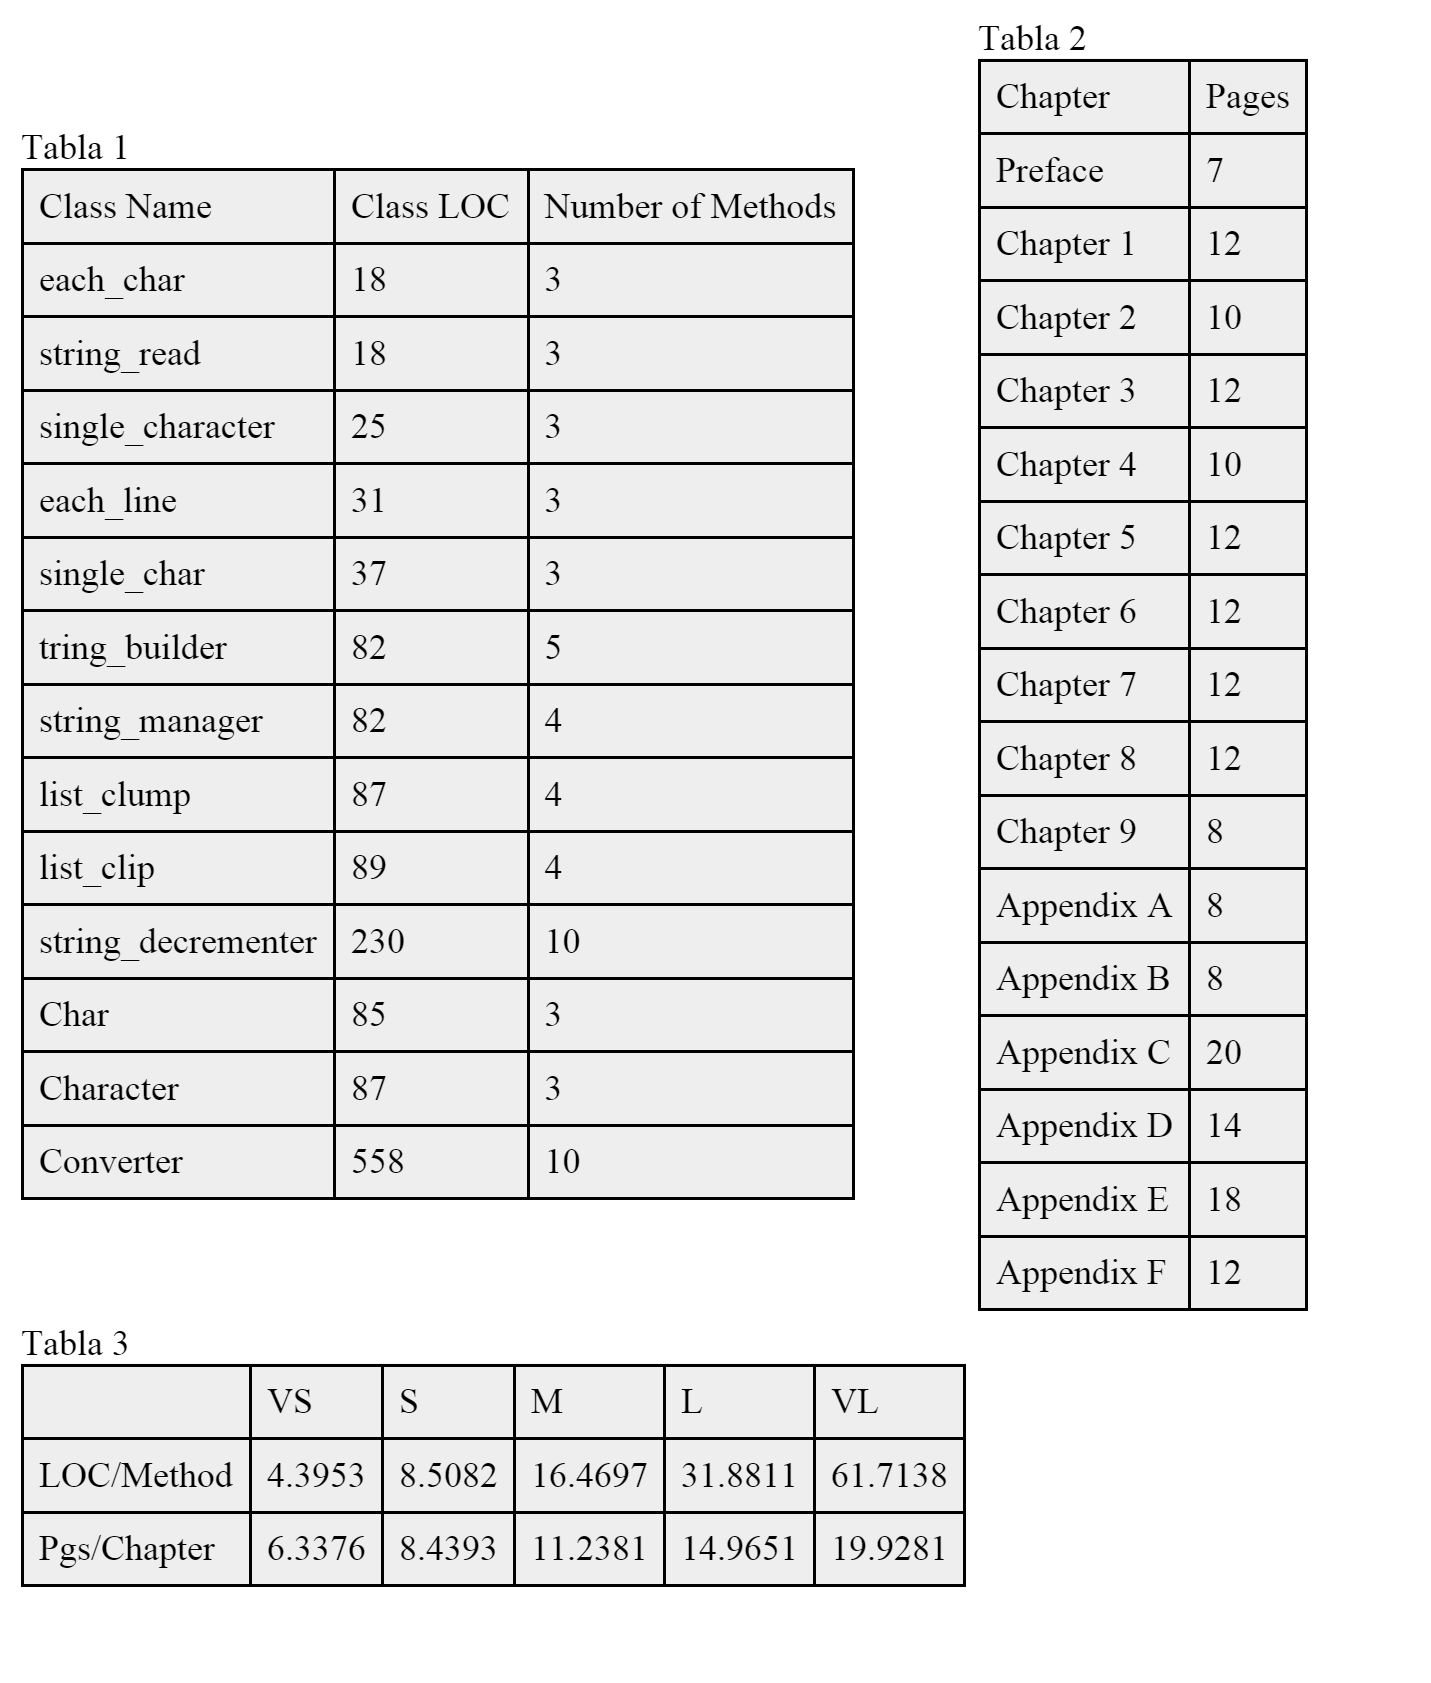 Tabla 1
Class Name Class LOC Number of Methods
each_char 18 3
string_read 18 3
single_character 25 3
each_line 31 3
single_char 37 3
tring_builder 82 5
string_manager 82 4
list_clump 87 4
list_clip 89 4
string_decrementer 230 10
Char 85 3
Character 87 3
Converter 558 10
Tabla 2
Chapter Pages
Preface 7
Chapter 1 12
Chapter 2 10
Chapter 3 12
Chapter 4 10
Chapter 5 12
Chapter 6 12
Chapter 7 12
Chapter 8 12
Chapter 9 8
Appendix A 8
Appendix B 8
Appendix C 20
Appendix D 14
Appendix E 18
Appendix F 12
Tabla 3
VS S M L VL
LOC/Method 4.3953 8.5082 16.4697 31.8811 61.7138
Pgs/Chapter 6.3376 8.4393 11.2381 14.9651 19.9281